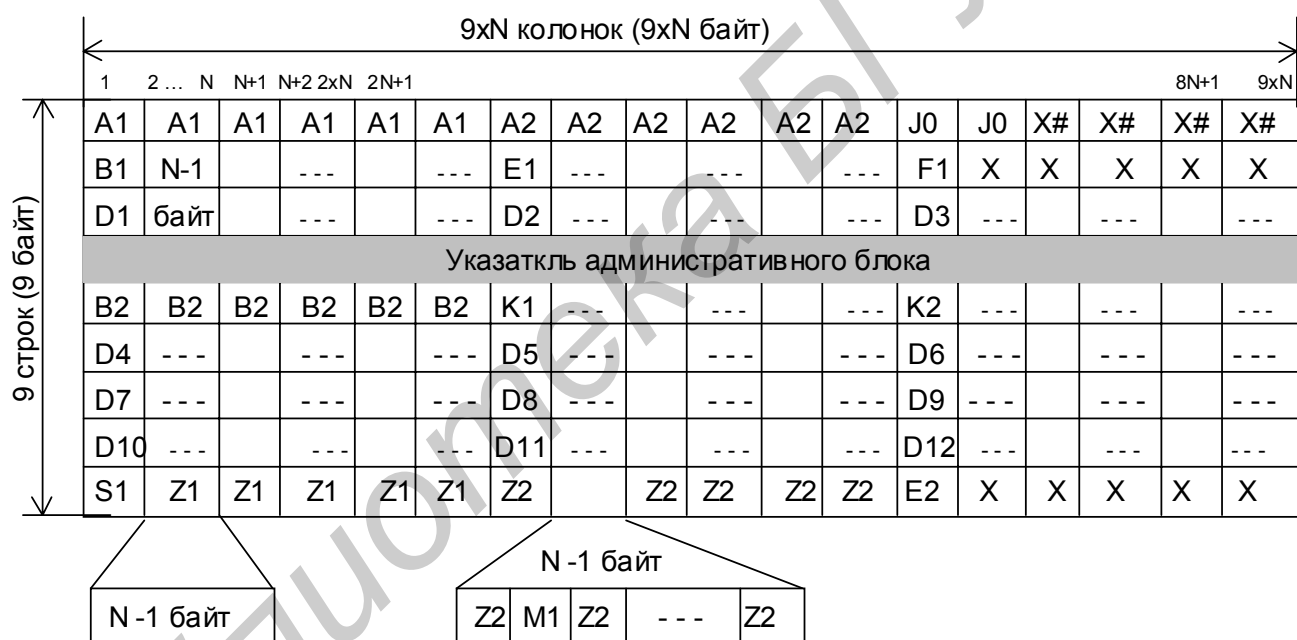 9xN колонок (9xN байт)
1 2 ... N N+1 N+2 2xN 2N+1 8N+1 9xN
9 строк (9 байт)
A1 A1 A1 A1 A1 A1 A2 A2 A2 A2 A2 A2 J0 J0 X# X# X# X#
B1 N-1 - - - - - - E1 - - - - - - - - - F1 X X X X X
D1 байт - - - - - - D2 - - - - - - - - - D3 - - - - - - - - -
Указаткль административного блока
B2 B2 B2 B2 B2 B2 K1 - - - - - - - - - K2 - - - - - - - - -
D4 - - - - - - - - - D5 - - - - - - - - - D6 - - - - - - - - -
D7 - - - - - - - - - D8 - - - - - - - - - D9 - - - - - - - - -
D10 - - - - - - - - - D11 - - - - - - - - - D12 - - - - - - - - -
S1 Z1 Z1 Z1 Z1 Z1 Z2 Z2 Z2 Z2 Z2 E2 X X X X X
N -1 байт
N -1 байт
Z2 M1 Z2 - - - Z2